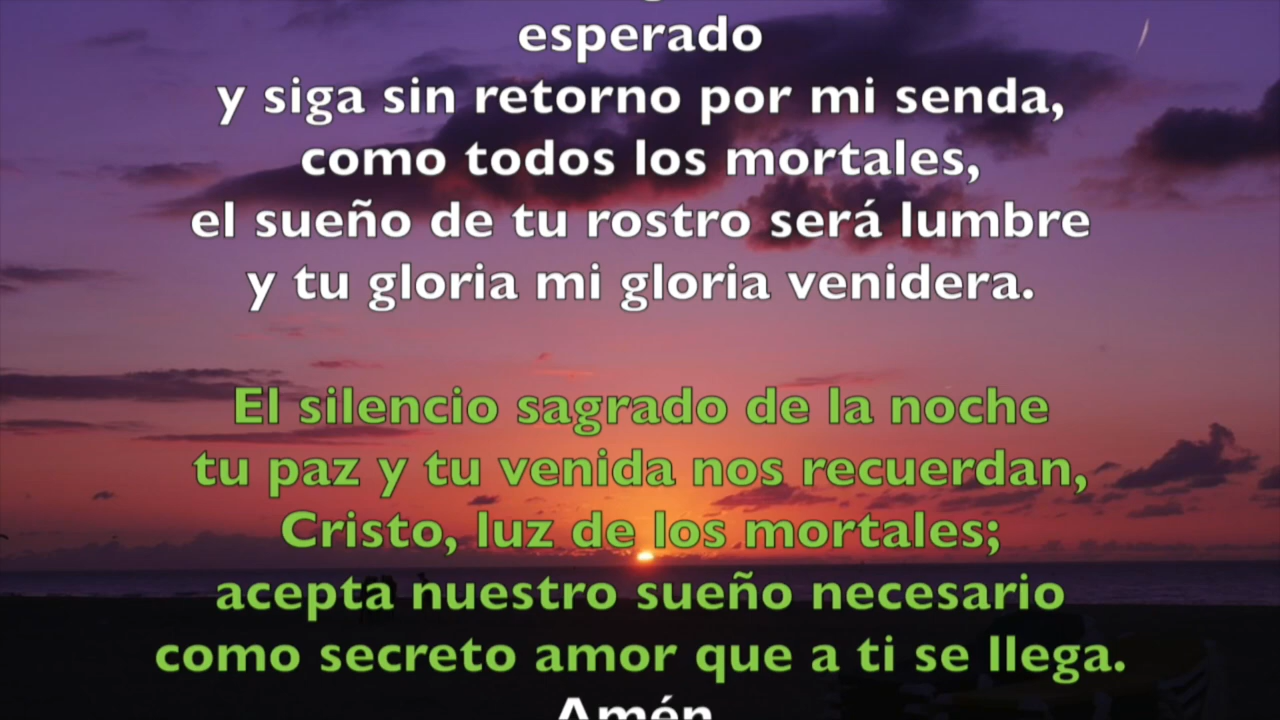 esperado
y siga sin retorno por mi senda,
como todos los mortales,
el sueño de tu rostro será lumbre
y tu gloria mi gloria venidera.
El silencio sagrado de la noche
tu paz y tu venida nos recuerdan,
Cristo, luz de los mortales;
acepta nuestro sueño necesario
como secreto amor que a ti se llega.
Amén